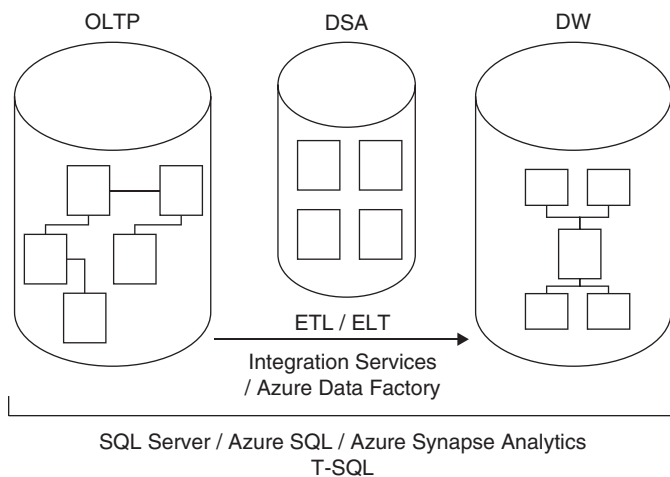 OLTP
DSA
DW
ETL / ELT
Integration Services
/ Azure Data Factory
SQL Server / Azure SQL / Azure Synapse Analytics
T-SQL